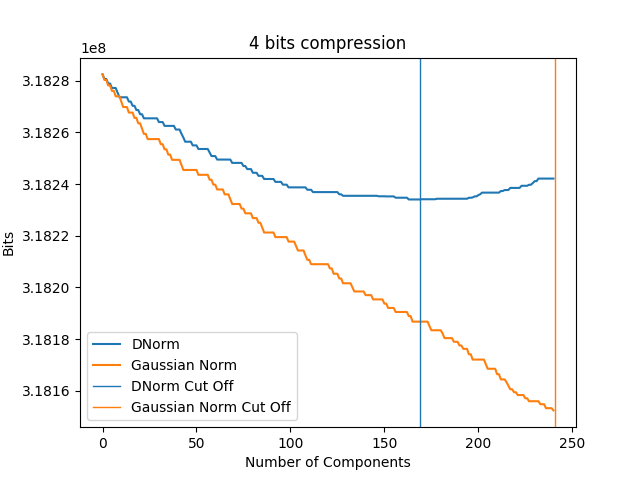 4 bits compression
1e8
3.1828
3.1826
3.1824
3.1822
3.1820
3.1818
3.1816
Bits
DNorm
Gaussian Norm
DNorm Cut Off
Gaussian Norm Cut Off
0 50 100 150 200 250
Number of Components